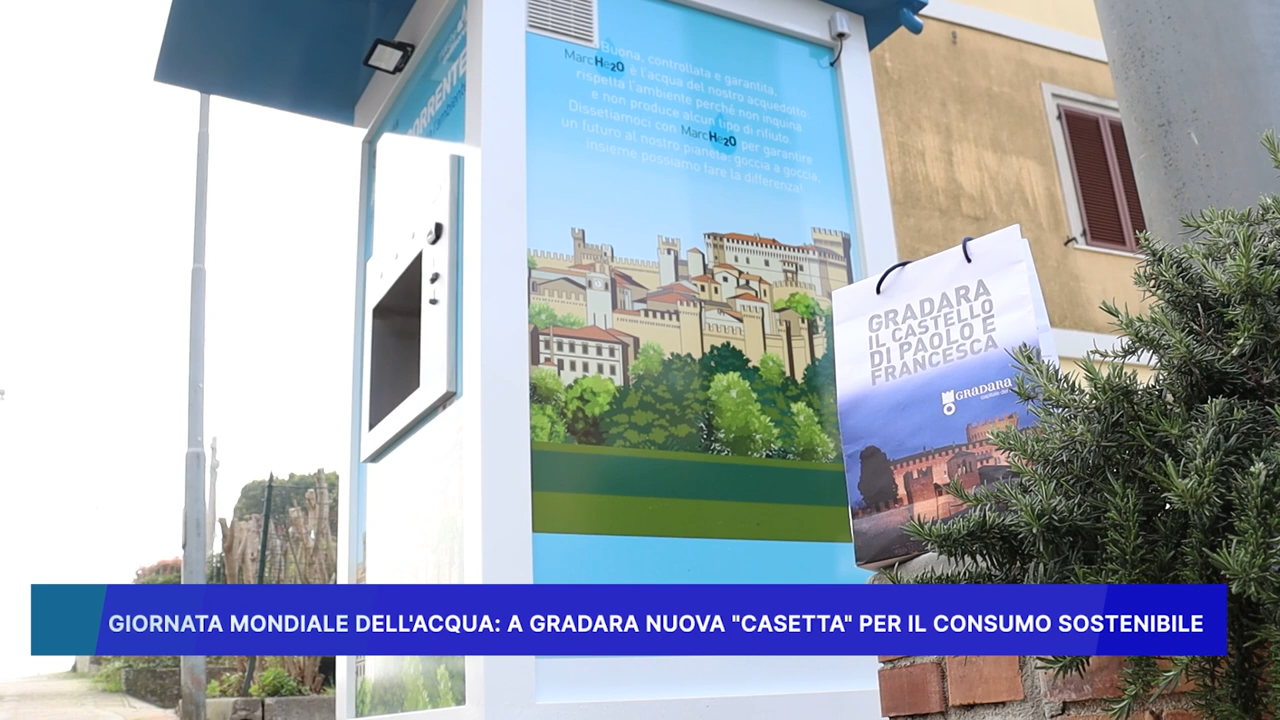 ORRENTE
Buona, controllata e garantita,
MarcHe2O è l'acqua del nostro acquedotto:
rispetta l'ambiente perché non inquina
e non produce alcun tipo di rifiuto.
Dissetiamoci con MarcHe2O per garantire
un futuro al nostro pianeta: goccia a goccia,
insieme possiamo fare la differenza!
GRADARA
IL CASTELLO
DI PAOLO E
FRANCESCA
GRADARA
GIORNATA MONDIALE DELL'ACQUA: A GRADARA NUOVA "CASETTA" PER IL CONSUMO SOSTENIBILE